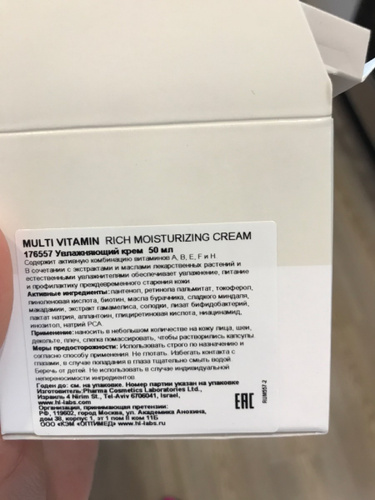 MULTI VITAMIN RICH MOISTURIZING CREAM
176557 Увлажняющий крем 50 мл
Содержит активную комбинацию витаминов A, B, E, F и H.
В сочетании с экстрактами и маслами лекарственных растений и
естественными увлажнителями обеспечивает увлажнение, питание
и профилактику преждевременного старения кожи
Активные ингредиенты: пантенол, ретинола пальмитат, токоферол,
линоленовая кислота, биотин, масла бурачника, сладкого миндаля,
макадамии, экстракт гамамелиса, солодки, лизат бифидобактерий,
лактат натрия, аллантоин, глицирретиновая кислота, ниацинамид,
инозитол, натрий PCA
Применение: наносить в небольшом количестве на кожу лица, шеи,
декольте, плеч, слегка помассировать, чтобы растворились капсулы
Меры предосторожности: Использовать строго по назначению и
согласно способу применения. Не глотать. Избегать контакта с
глазами, в случае попадания в глаза тщательно смыть водой
Беречь от детей. Не использовать в случае индивидуальной
непереносимости ингредиентов
Годен до: см. на упаковке. Номер партии указан на упаковке
Изготовитель: Pharma Cosmetics Laboratories Ltd.,
Израиль 4 Nirim St., Tel-Aviv 6706041, Israel,
www.hl-labs.com
Организация, принимающая претензии:
РФ, 119602, город Москва, ул. Академика Анохина,
дом 38, корпус 1, эт 1 пом II ком 11Б
ООО «КЭМ «ОПТИМЕД» www.hl-labs.ru
EAC